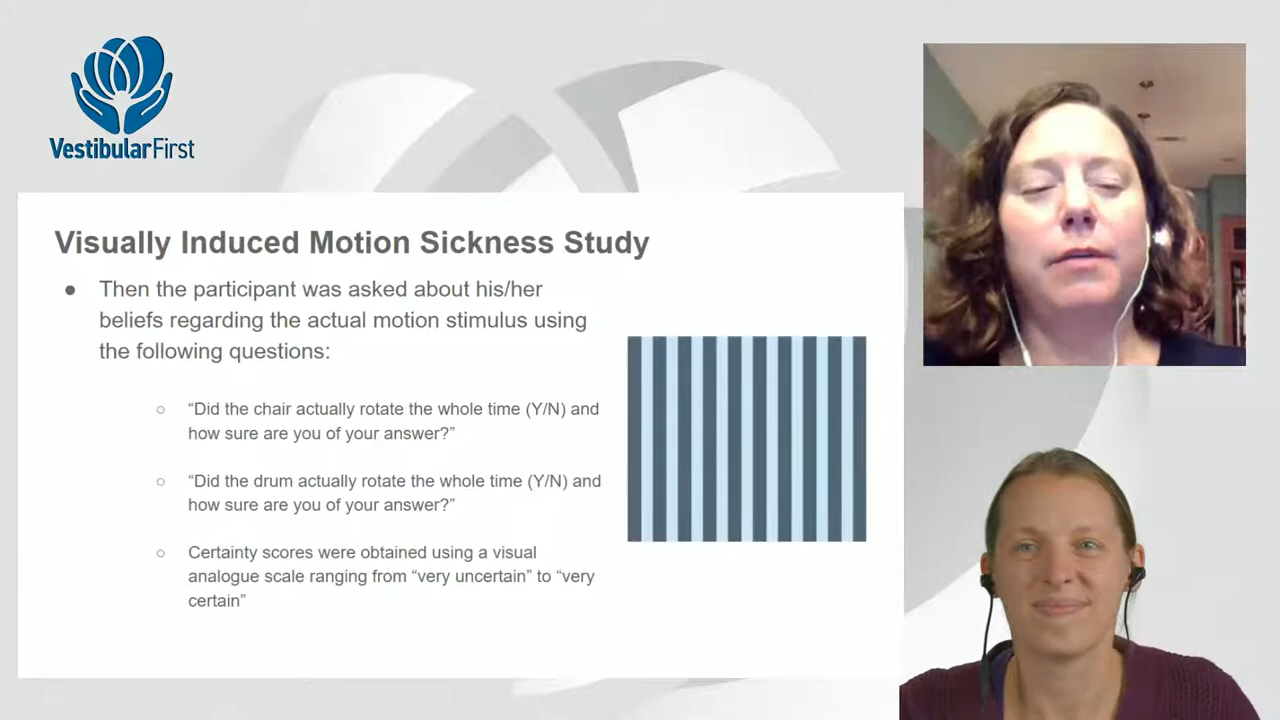 VestibularFirst
Visually Induced Motion Sickness Study
● Then the participant was asked about his/her
beliefs regarding the actual motion stimulus using
the following questions:
○ “Did the chair actually rotate the whole time (Y/N) and
how sure are you of your answer?”
○ “Did the drum actually rotate the whole time (Y/N) and
how sure are you of your answer?”
○ Certainty scores were obtained using a visual
analogue scale ranging from “very uncertain” to “very
certain”